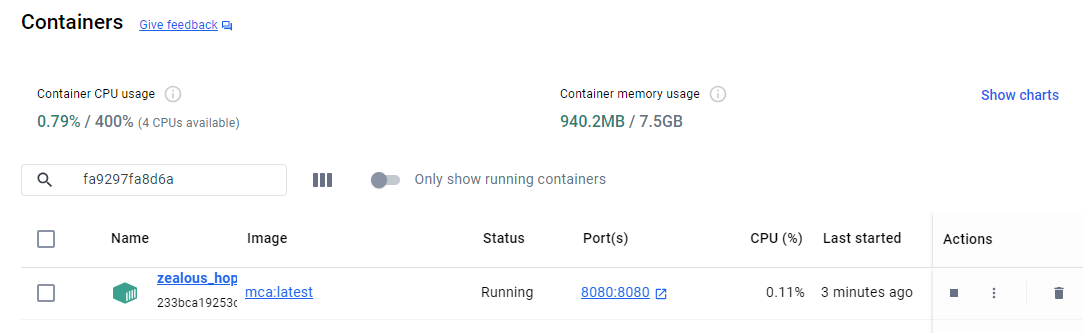 Containers Give feedback
Container CPU usage
0.79% / 400% (4 CPUs available)
Container memory usage
940.2MB / 7.5GB
Show charts
fa9297fa8d6a
Only show running containers
Name Image Status Port(s) CPU (%) Last started Actions
zealous_hop
233bca19253c
mca:latest Running 8080:8080 0.11% 3 minutes ago